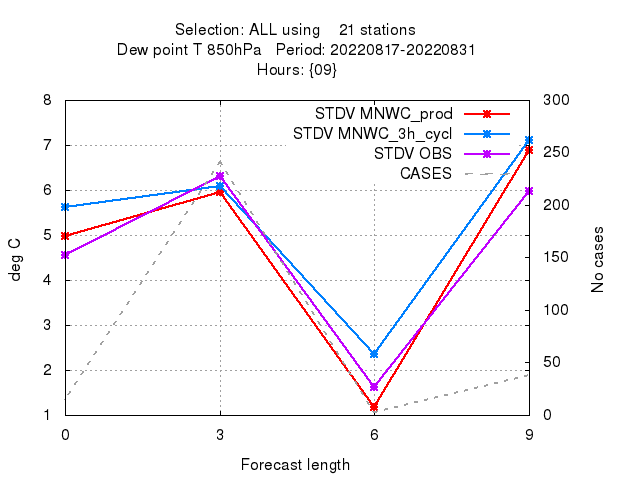 Selection: ALL using    21 stations
Dew point T 850hPa   Period: 20220817-20220831
Hours: {09}
STDV MNWC_prod
STDV MNWC_3h_cycl
STDV OBS
CASES
deg C
8
7
6
5
4
3
2
1
300
250
200
150
100
50
0
No cases
0 3 6 9
Forecast length